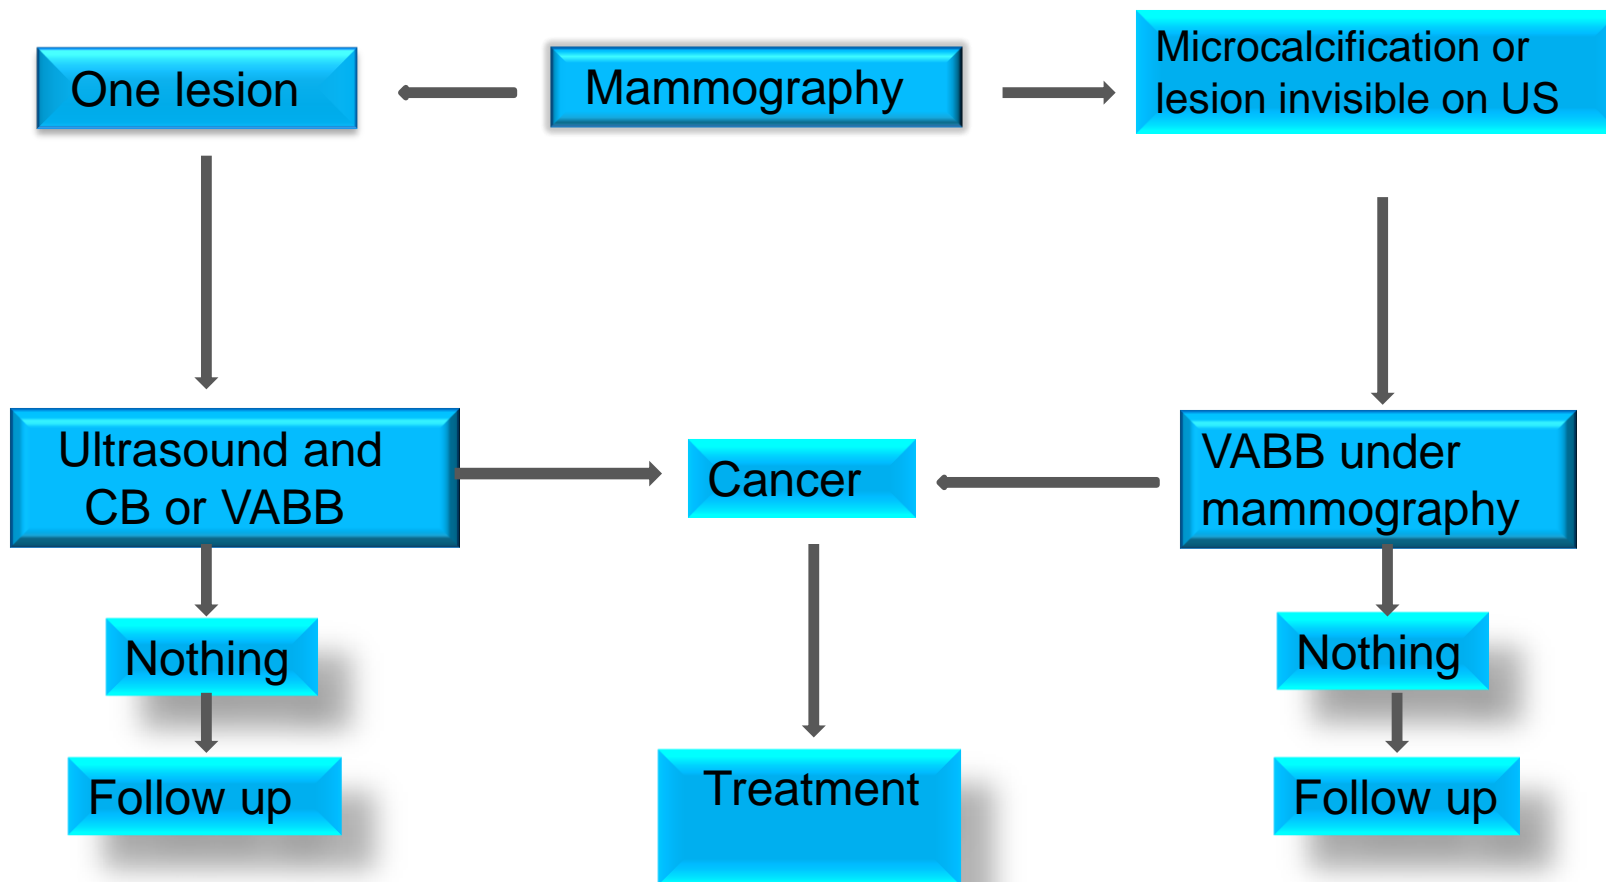 One lesion
Mammography
Microcalcification or
lesion invisible on US
Ultrasound and
CB or VABB
Cancer
VABB under
mammography
Nothing
Nothing
Follow up
Treatment
Follow up